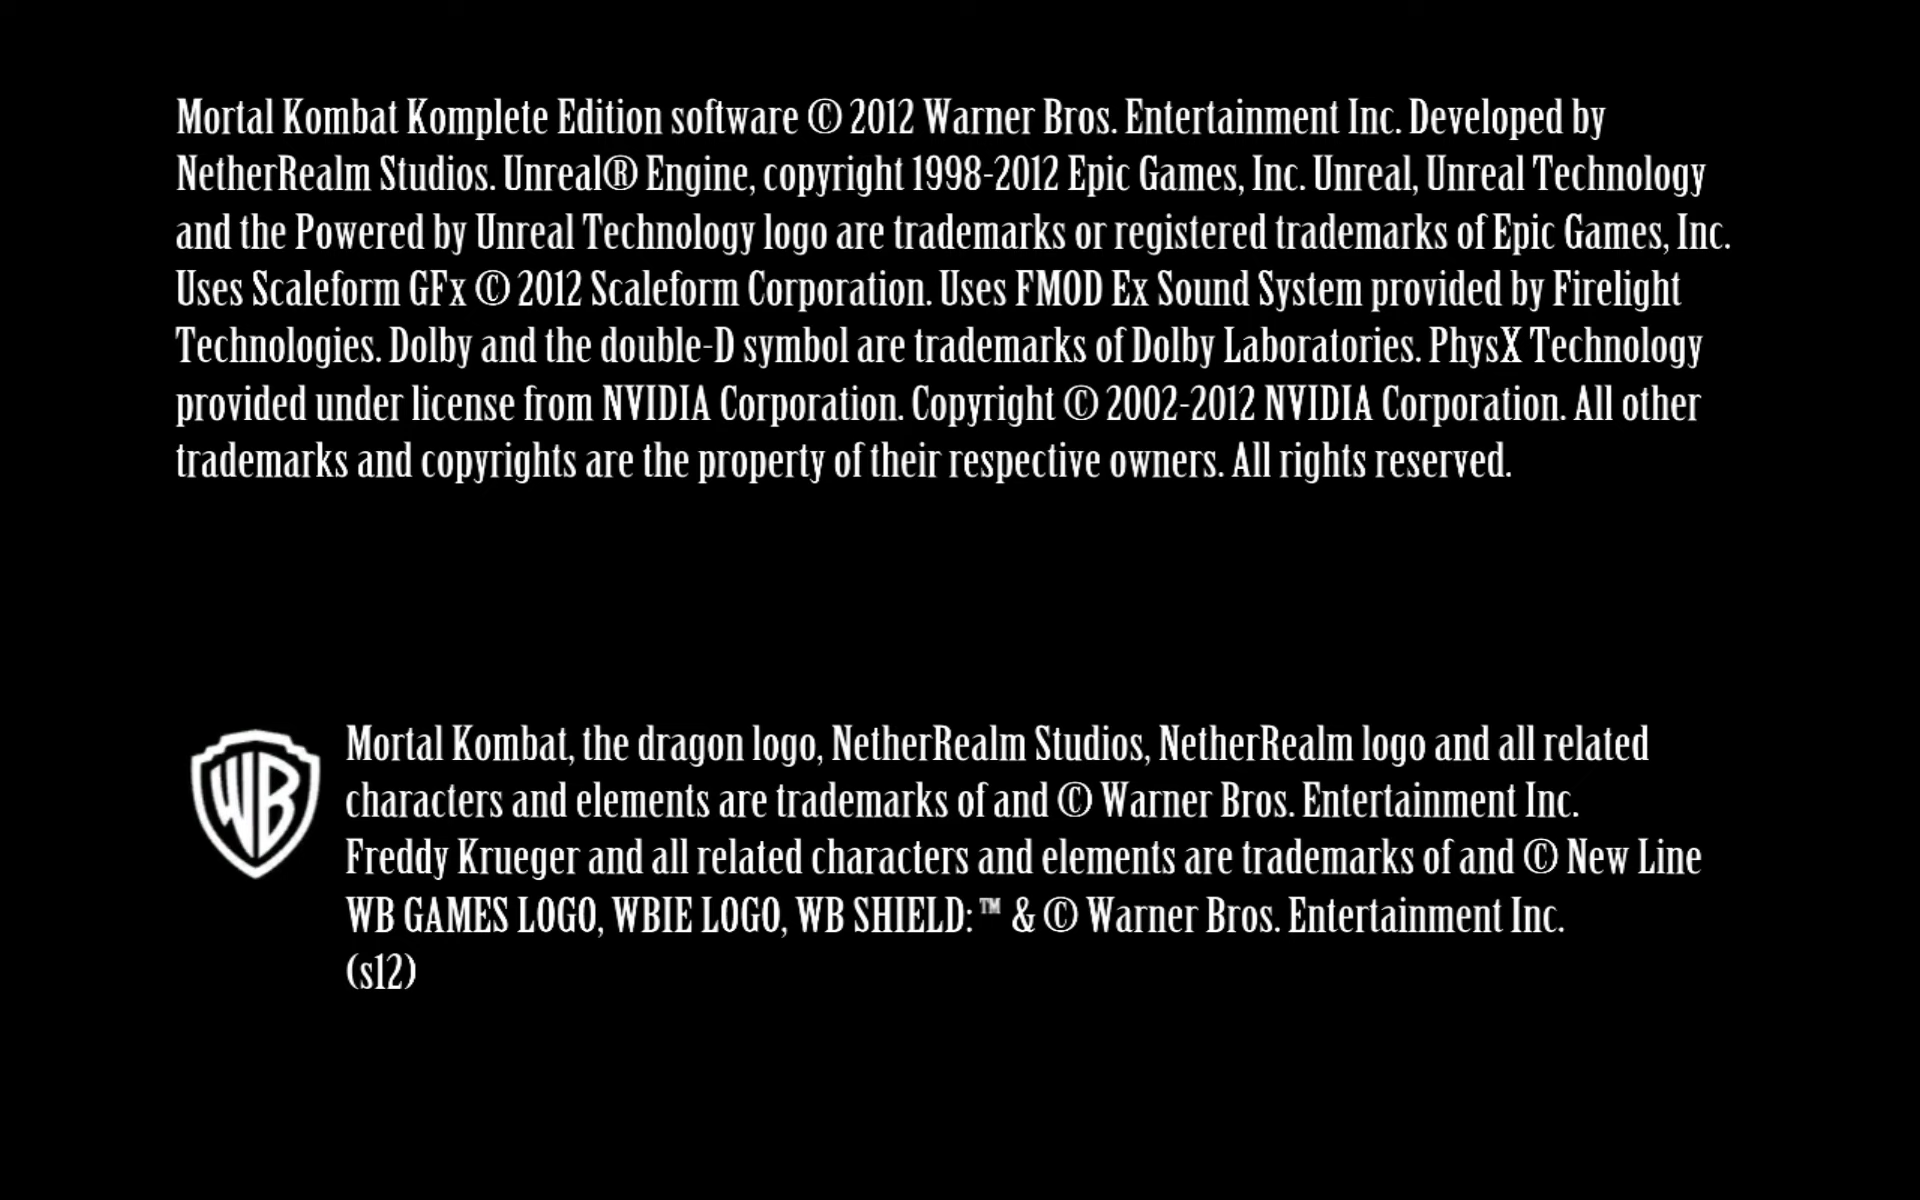 Mortal Kombat Komplete Edition software © 2012 Warner Bros. Entertainment Inc. Developed by
NetherRealm Studios. Unreal® Engine, copyright 1998-2012 Epic Games, Inc. Unreal, Unreal Technology
and the Powered by Unreal Technology logo are trademarks or registered trademarks of Epic Games, Inc.
Uses Scaleform GFx © 2012 Scaleform Corporation. Uses FMOD Ex Sound System provided by Firelight
Technologies. Dolby and the double-D symbol are trademarks of Dolby Laboratories. PhysX Technology
provided under license from NVIDIA Corporation. Copyright © 2002-2012 NVIDIA Corporation. All other
trademarks and copyrights are the property of their respective owners. All rights reserved.
WB
Mortal Kombat, the dragon logo, NetherRealm Studios, NetherRealm logo and all related
characters and elements are trademarks of and © Warner Bros. Entertainment Inc.
Freddy Krueger and all related characters and elements are trademarks of and © New Line
WB GAMES LOGO, WBIE LOGO, WB SHIELD: ™ & © Warner Bros. Entertainment Inc.
(s12)